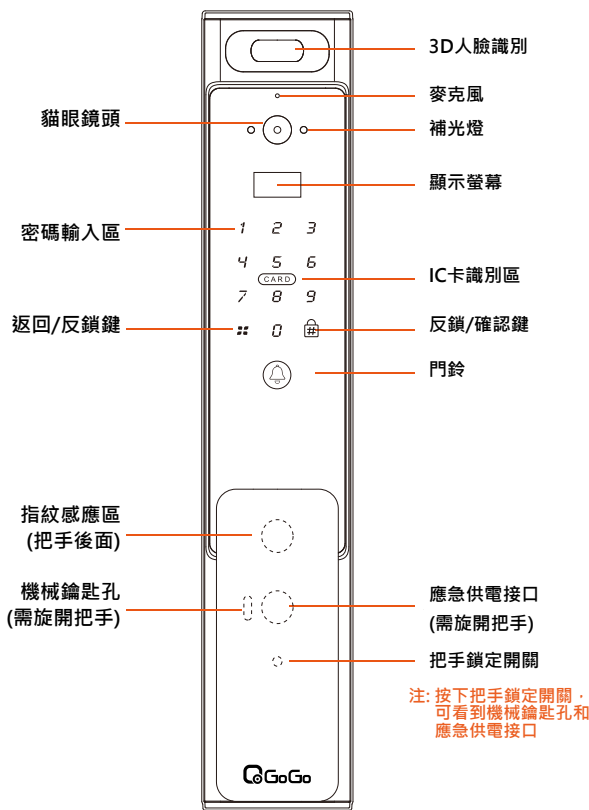 3D人臉識別
麥克風
貓眼鏡頭
補光燈
顯示螢幕
密碼輸入區
1 2 3
4 5 6
CARD
IC卡識別區
7 8 9
返回/反鎖鍵
0 #
反鎖/確認鍵
門鈴
指紋感應區
(把手後面)
機械鑰匙孔
(需旋開把手)
應急供電接口
(需旋開把手)
把手鎖定開關
注: 按下把手鎖定開關,
可看到機械鑰匙孔和
應急供電接口
QGoGo